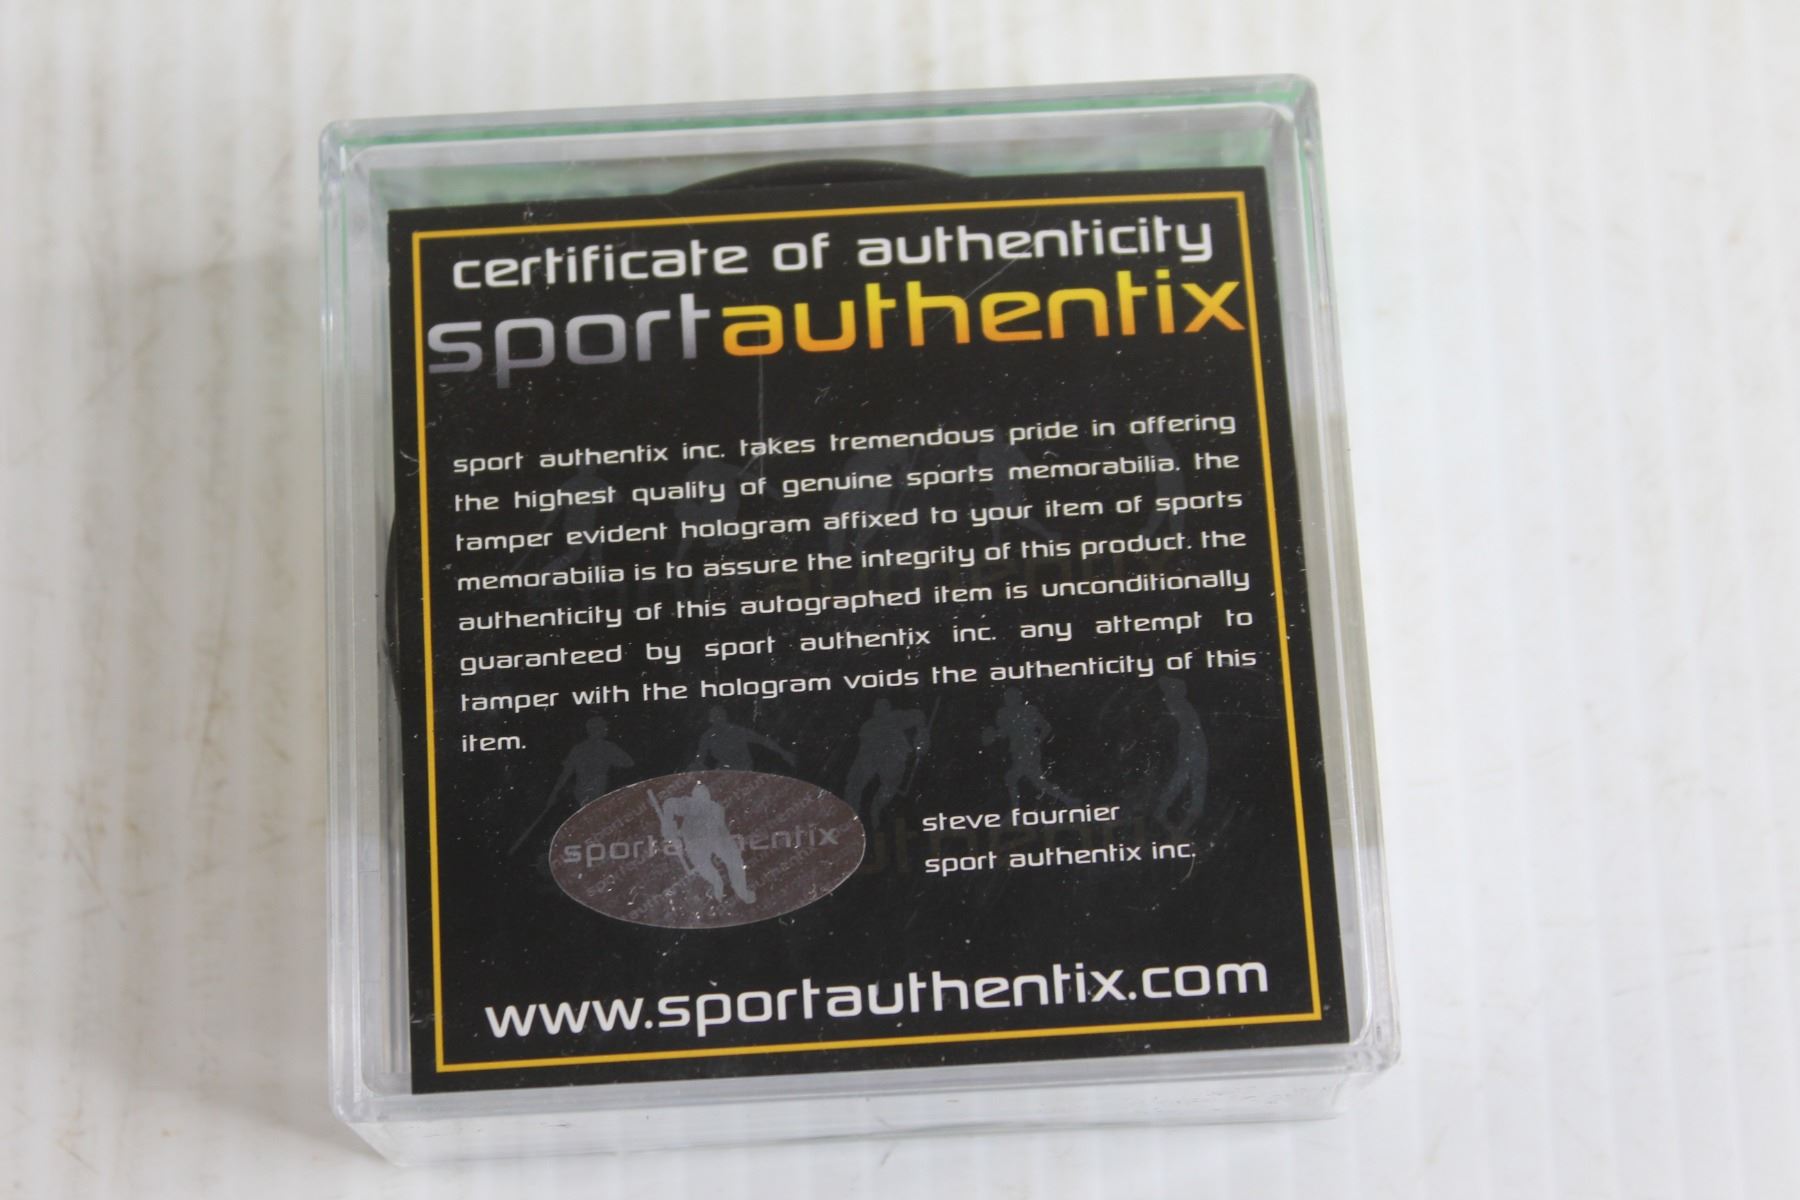 certificate of authenticity
sportauthentix
sport authentix inc. takes tremendous pride in offering
the highest quality of genuine sports memorabilia. the
tamper evident hologram affixed to your item of sports
memorabilia is to assure the integrity of this product. the
authenticity of this autographed item is unconditionally
guaranteed by sport authentix inc. any attempt to
tamper with the hologram voids the authenticity of this
item.
sportauthentix
steve fournier
sport authentix inc.
www.sportauthentix.com